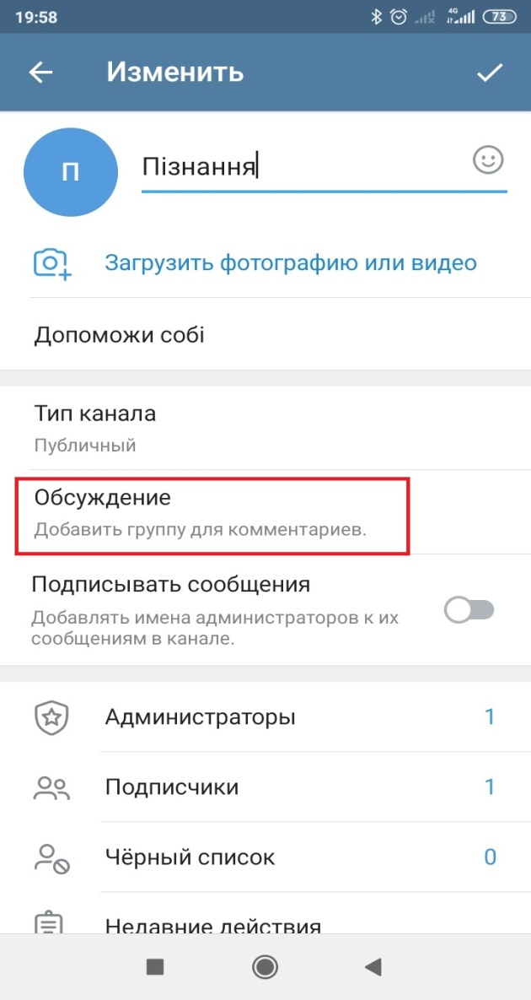 19:58
4G
73
Изменить
П
Пізнання
Загрузить фотографию или видео
Допоможи собі
Тип канала
Публичный
Обсуждение
Добавить группу для комментариев.
Подписывать сообщения
Добавлять имена администраторов к их
сообщениям в канале.
Администраторы 1
Подписчики 1
Чёрный список 0
Недавние действия